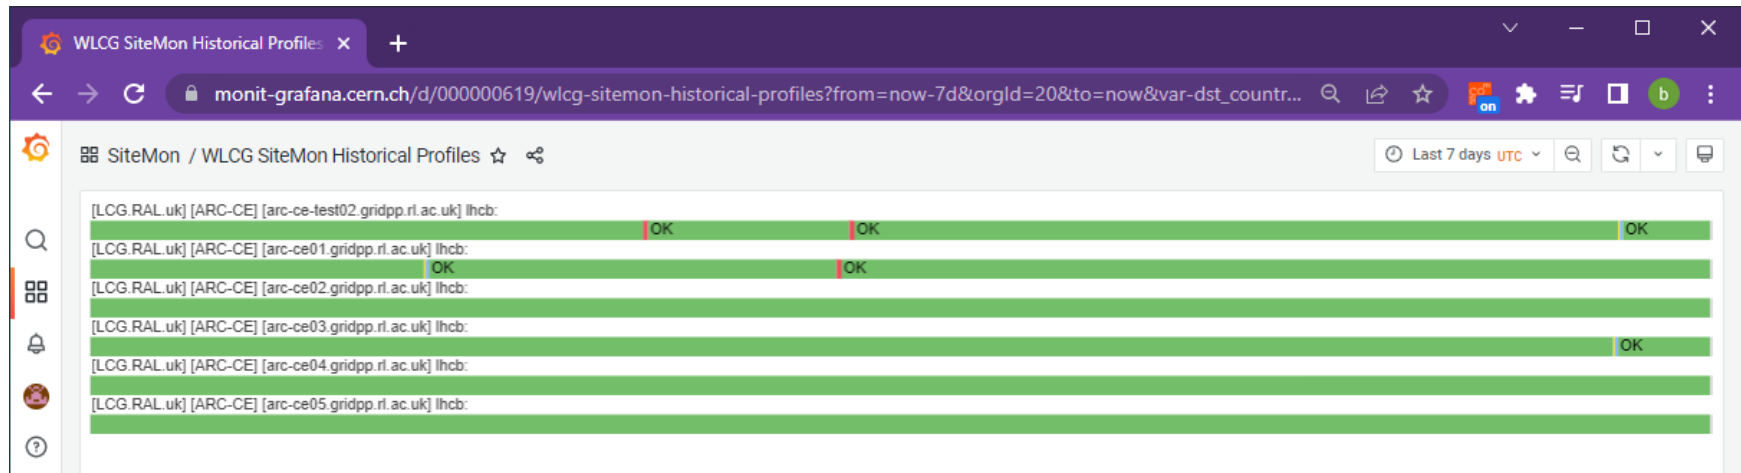 WLCG SiteMon Historical Profiles
monit-grafana.cern.ch/d/000000619/wlcg-sitemon-historical-profiles?from=now-7d&orgId=20&to=now&var-dst_countr...
on
b
SiteMon / WLCG SiteMon Historical Profiles
Last 7 days UTC
[LCG.RAL.uk] [ARC-CE] [arc-ce-test02.gridpp.rl.ac.uk] lhcb:
OK OK OK
[LCG.RAL.uk] [ARC-CE] [arc-ce01.gridpp.rl.ac.uk] lhcb:
OK OK
[LCG.RAL.uk] [ARC-CE] [arc-ce02.gridpp.rl.ac.uk] lhcb:
[LCG.RAL.uk] [ARC-CE] [arc-ce03.gridpp.rl.ac.uk] lhcb:
OK
[LCG.RAL.uk] [ARC-CE] [arc-ce04.gridpp.rl.ac.uk] lhcb:
[LCG.RAL.uk] [ARC-CE] [arc-ce05.gridpp.rl.ac.uk] lhcb: